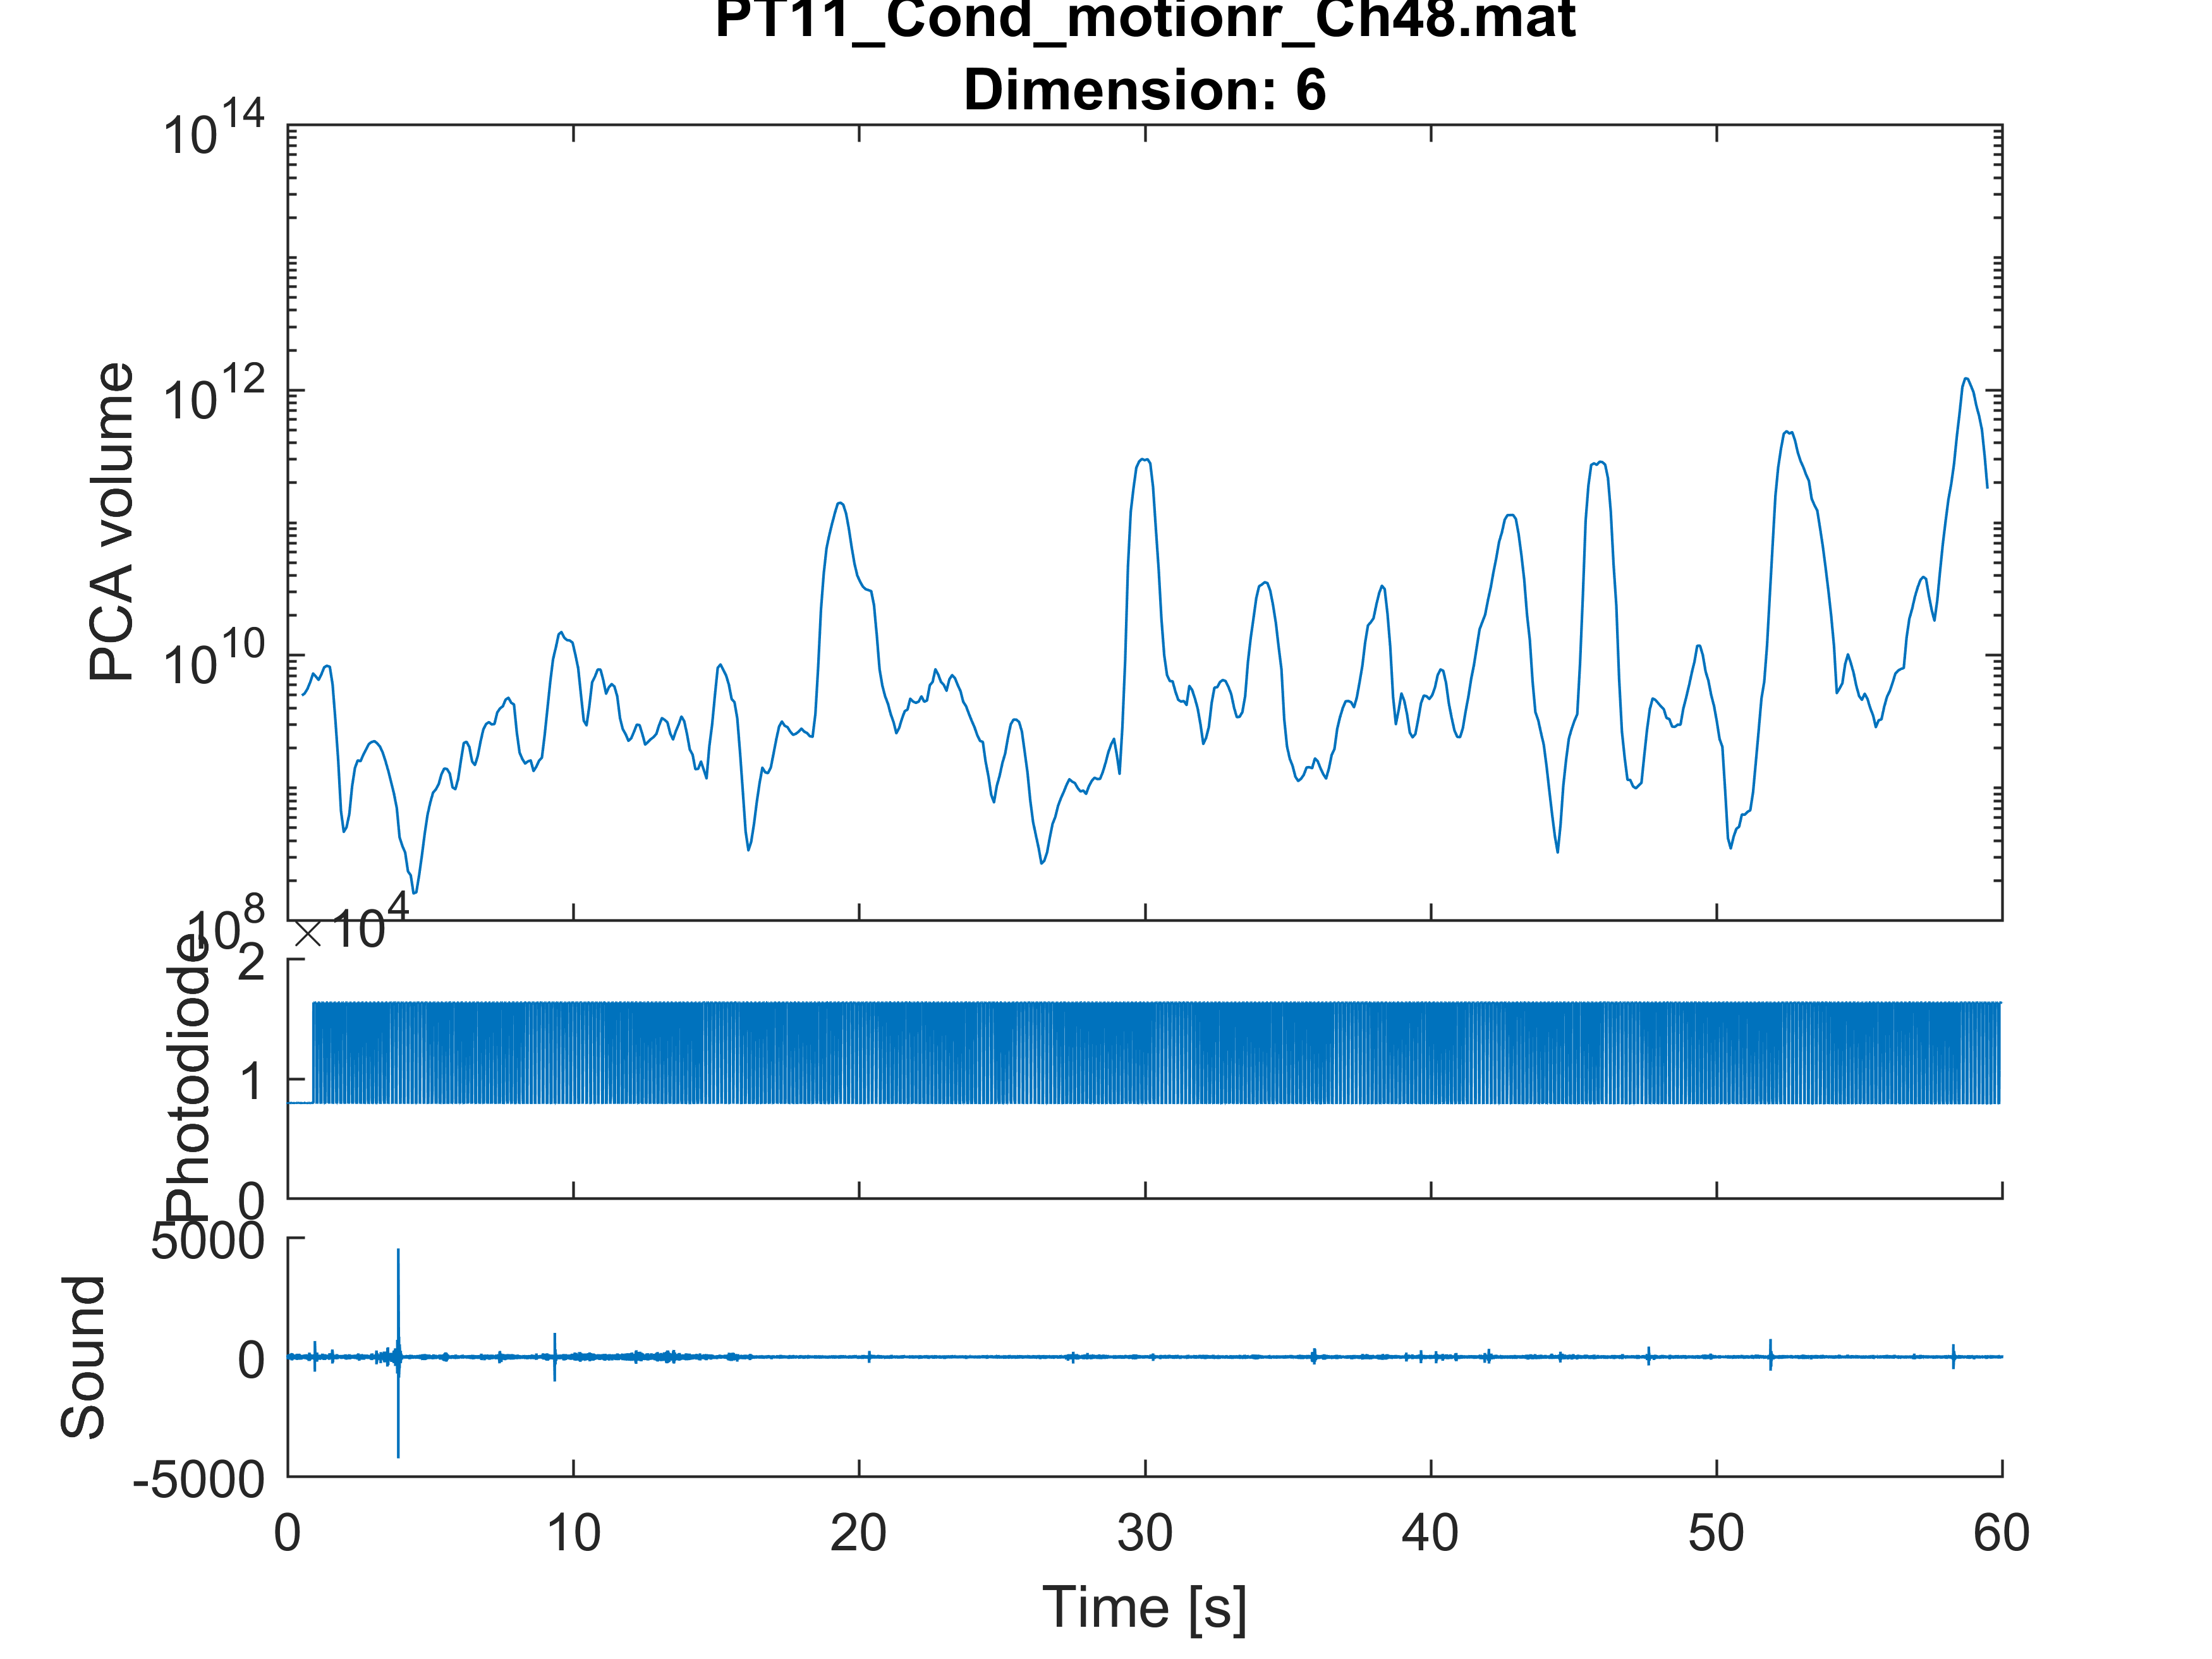 PT11_Cond_motionr_Ch48.mat
Dimension: 6
10^14
10^12
10^10
10^8
PCA volume
× 10^4
2
1
0
Photodiode
5000
0
-5000
Sound
0 10 20 30 40 50 60
Time [s]